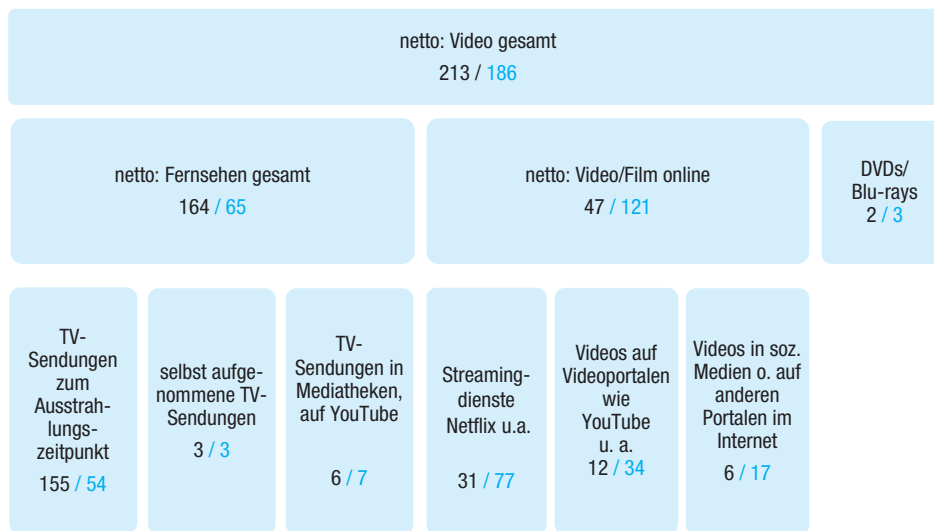 netto: Video gesamt
213 / 186
netto: Fernsehen gesamt
164 / 65
netto: Video/Film online
47 / 121
DVDs/
Blu-rays
2 / 3
TV-
Sendungen
zum
Ausstrah-
lungs-
zeitpunkt
155 / 54
selbst aufge-
nommene TV-
Sendungen
3 / 3
TV-
Sendungen in
Mediatheken,
auf YouTube
6 / 7
Streaming-
dienste
Netflix u.a.
31 / 77
Videos auf
Videoportalen
wie
YouTube
u. a.
12 / 34
Videos in soz.
Medien o. auf
anderen
Portalen im
Internet
6 / 17